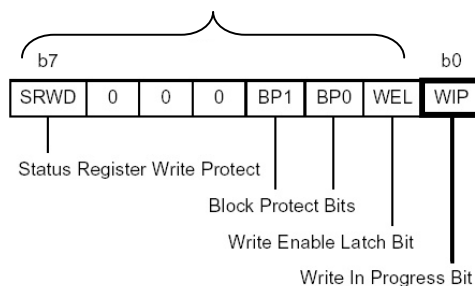 b7 b0
SRWD 0 0 0 BP1 BP0 WEL WIP
Status Register Write Protect
Block Protect Bits
Write Enable Latch Bit
Write In Progress Bit